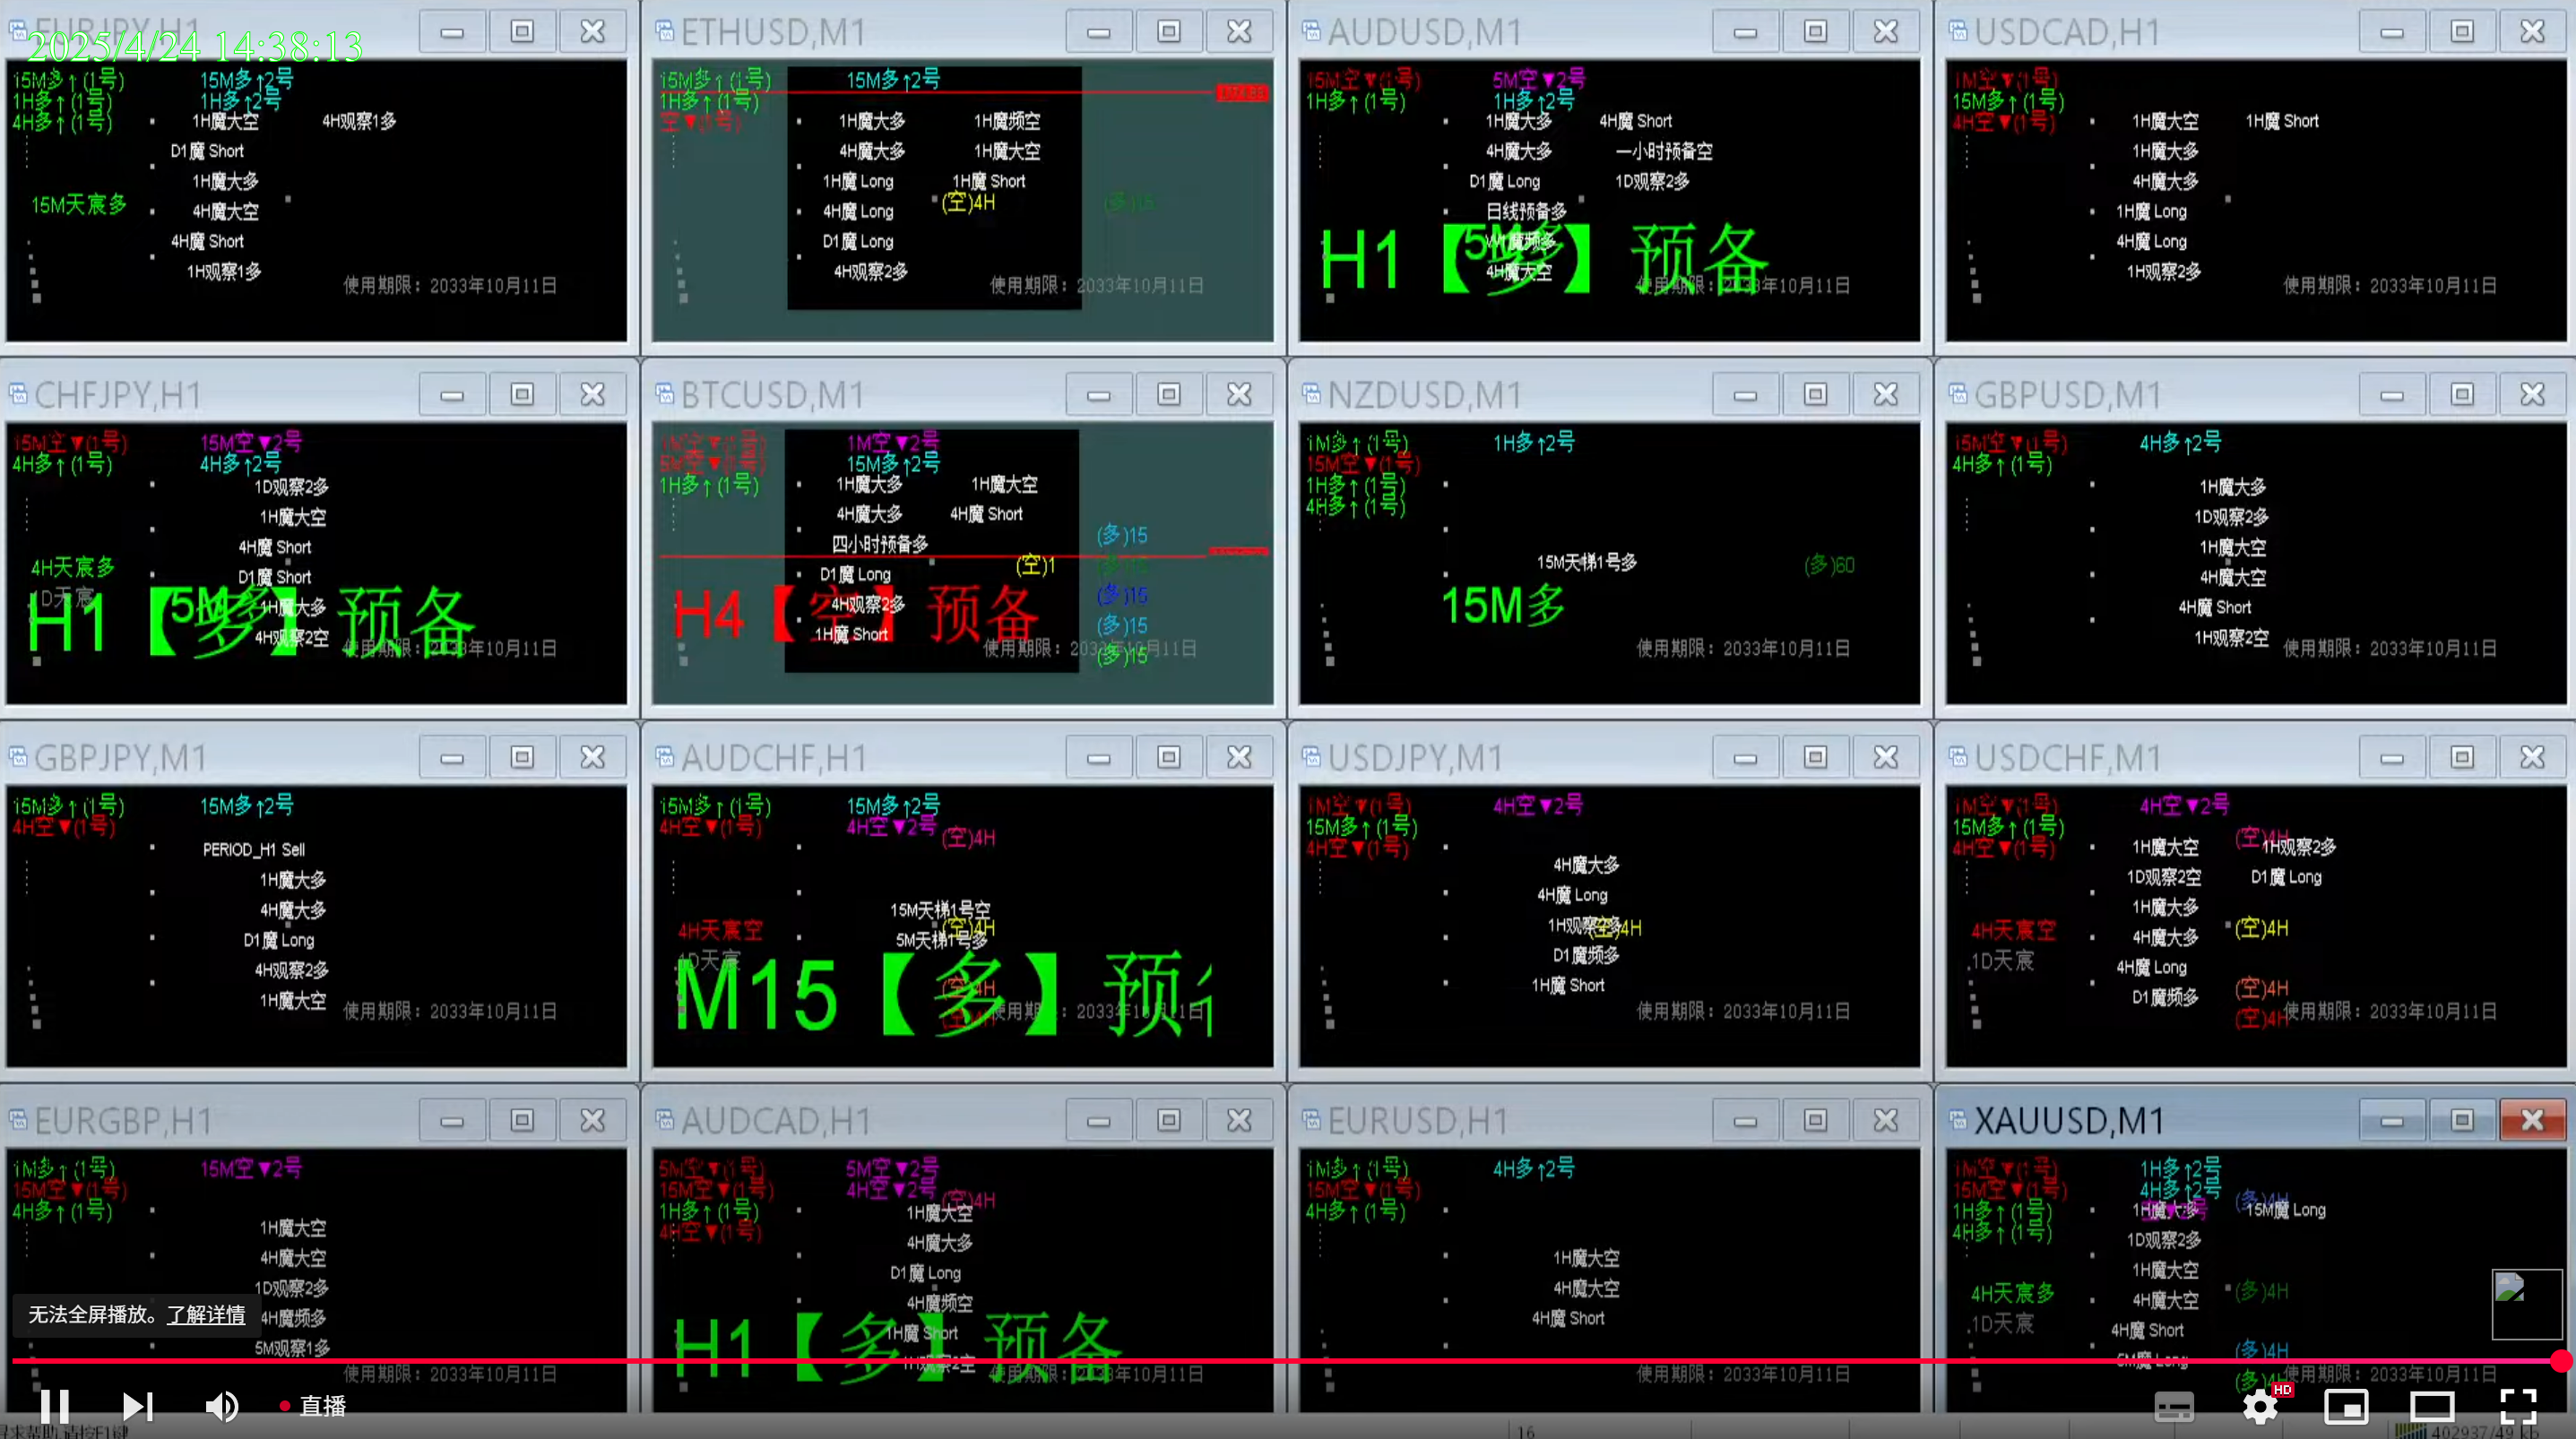 EURJPY,H1
2025/4/24 14:38:13
15M多↑(1号) 15M多↑2号
1H多↑(1号) 1H多↑2号
4H多↑(1号) 1H魔大空 4H观察1多
D1魔 Short
1H魔大多
15M天宸多 4H魔大空
4H魔 Short
1H观察1多
使用期限：2033年10月11日
ETHUSD,M1
15M多↑(1号) 15M多↑2号
1H多↑(1号)
空▼(1号) 1H魔大多 1H魔频空
4H魔大多 1H魔大空
1H魔 Long 1H魔 Short
(空)4H (多)15
4H魔 Long
D1魔 Long
4H观察2多
使用期限：2033年10月11日
AUDUSD,M1
15M空▼(1号) 5M空▼2号
1H多↑(1号) 1H多↑2号
1H魔大多 4H魔 Short
4H魔大多 一小时预备空
D1魔 Long 1D观察2多
日线预备多
H1【多】预备
4H魔大空
使用期限：2033年10月11日
USDCAD,H1
1M空▼(1号)
15M多↑(1号)
4H空▼(1号) 1H魔大空 1H魔 Short
1H魔大多
4H魔大多
1H魔 Long
4H魔 Long
1H观察2多
使用期限：2033年10月11日
CHFJPY,H1
15M空▼(1号) 15M空▼2号
4H多↑(1号) 4H多↑2号
1D观察2多
1H魔大空
4H魔 Short
4H天宸多 D1魔 Short
1D天宸
H1【多】预备
5M多
1H魔大多
4H观察2空
使用期限：2033年10月11日
BTCUSD,M1
1M空▼(1号) 1M空▼2号
5M空▼(1号) 15M多↑2号
1H多↑(1号) 1H魔大多 1H魔大空
4H魔大多 4H魔 Short
(多)15
四小时预备多
(空)1
D1魔 Long
(多)15
4H观察2多
H4【空】预备
(多)15
1H魔 Short
(多)15
使用期限：2033年10月11日
NZDUSD,M1
1M多↑(1号) 1H多↑2号
15M空▼(1号)
1H多↑(1号)
4H多↑(1号)
15M天梯1号多 (多)60
15M多
使用期限：2033年10月11日
GBPUSD,M1
15M空▼(1号) 4H多↑2号
4H多↑(1号)
1H魔大多
1D观察2多
1H魔大空
4H魔大空
4H魔 Short
1H观察2空
使用期限：2033年10月11日
GBPJPY,M1
15M多↑(1号) 15M多↑2号
4H空▼(1号)
PERIOD_H1 Sell
1H魔大多
4H魔大多
D1魔 Long
4H观察2多
1H魔大空
使用期限：2033年10月11日
AUDCHF,H1
15M多↑(1号) 15M多↑2号
4H空▼(1号) 4H空▼2号 (空)4H
15M天梯1号空
4H天宸空 (空)4H
5M天梯1号多
1D天宸
M15【多】预
(空)4H
使用期限：2033年10月11日
USDJPY,M1
1M空▼(1号) 4H空▼2号
15M多↑(1号)
4H空▼(1号)
4H魔大多
4H魔 Long
1H观察 (空)4H
D1魔频多
1H魔 Short
使用期限：2033年10月11日
USDCHF,M1
1M空▼(1号) 4H空▼2号
15M多↑(1号) (空)4H
4H空▼(1号) 1H魔大空 1H观察2多
1D观察2空 D1魔 Long
1H魔大多
4H天宸空 4H魔大多 (空)4H
.1D天宸 4H魔 Long
D1魔频多 (空)4H
(空)4H
使用期限：2033年10月11日
EURGBP,H1
1M多↑(1号) 15M空▼2号
15M空▼(1号)
4H多↑(1号)
1H魔大空
4H魔大空
1D观察2多
4H魔频多
5M观察1多
使用期限：2033年10月11日
AUDCAD,H1
5M空▼(1号) 5M空▼2号
15M空▼(1号) 4H空▼2号 (空)4H
1H多↑(1号) 1H魔大空
4H空▼(1号) 4H魔大多
D1魔 Long
4H魔频空
H1【多】预备
1H魔 Short
1H观察2空
使用期限：2033年10月11日
EURUSD,H1
1M多↑(1号) 4H多↑2号
15M空▼(1号)
4H多↑(1号)
1H魔大空
4H魔大空
4H魔 Short
使用期限：2033年10月11日
XAUUSD,M1
1M空▼(1号) 1H多↑2号
15M空▼(1号) 4H多↑2号
(多)4H
1H多↑(1号) 1H魔大多 15M魔 Long
4H多↑(1号) 1D观察2多
1H魔大空
4H天宸多 4H魔大空 (多)4H
.1D天宸 4H魔 Short
5M魔 Long (多)4H
(多)4H
使用期限：2033年10月11日
无法全屏播放。了解详情
直播
HD
寻求帮助,请按F1键
16
402937/49 kb